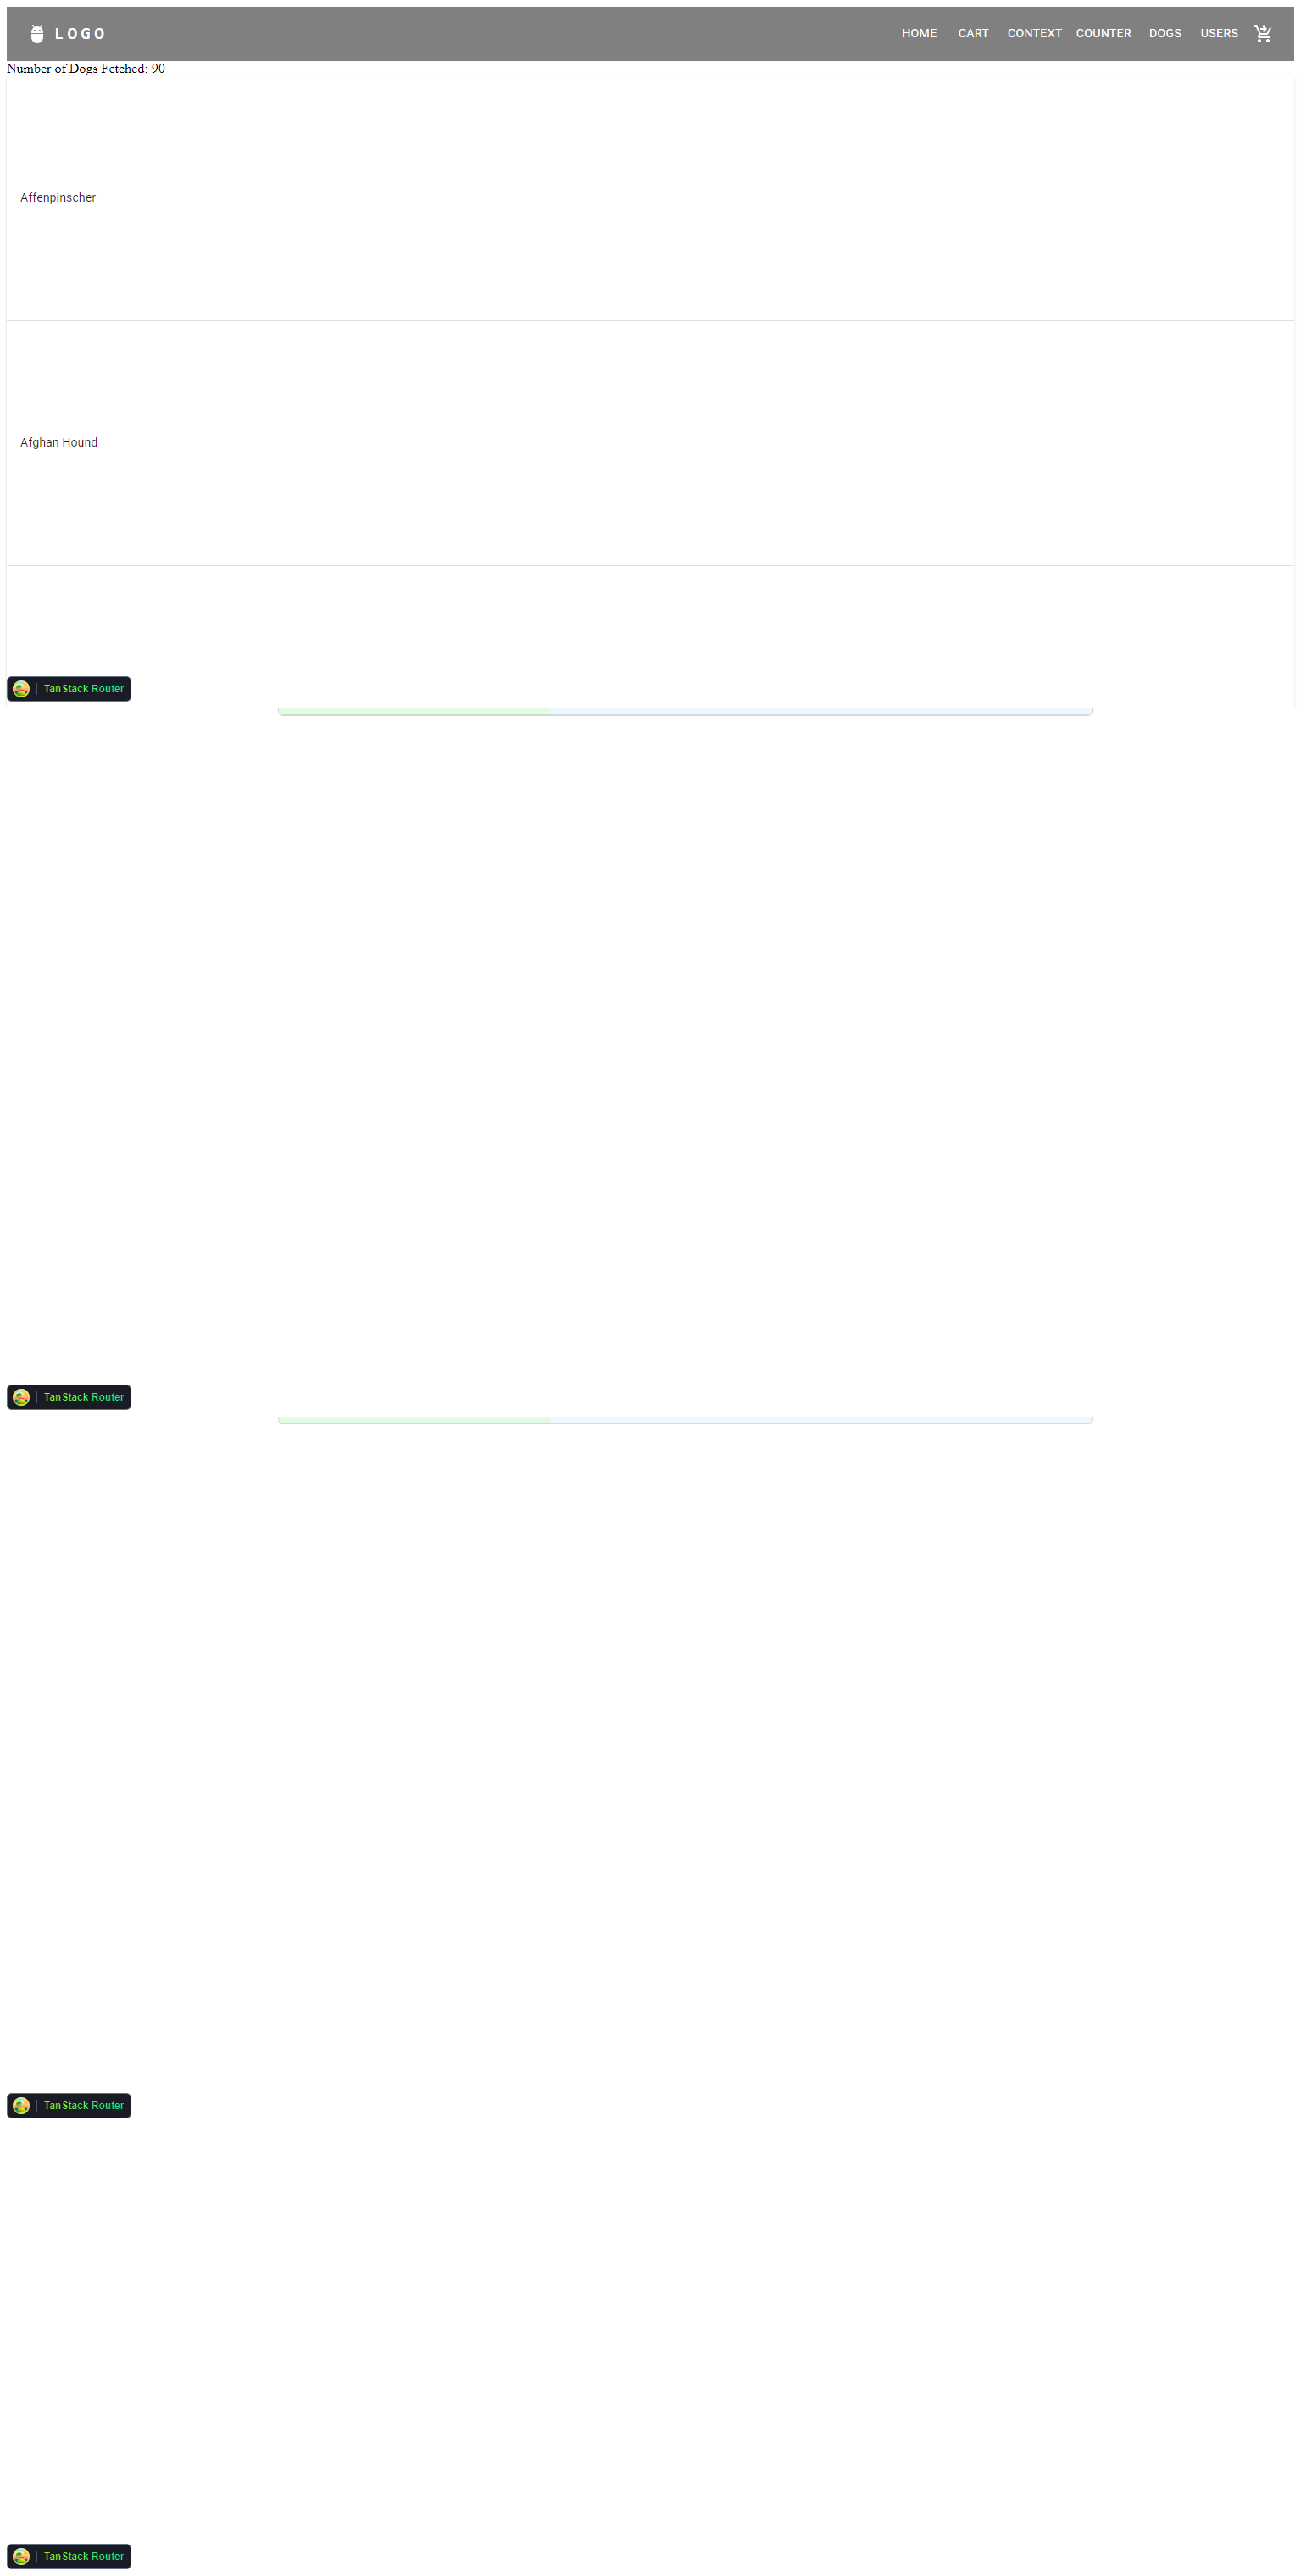 LOGO HOME CART CONTEXT COUNTER DOGS USERS
Number of Dogs Fetched: 90
Affenpinscher
Afghan Hound
TanStack Router
TanStack Router
TanStack Router
TanStack Router